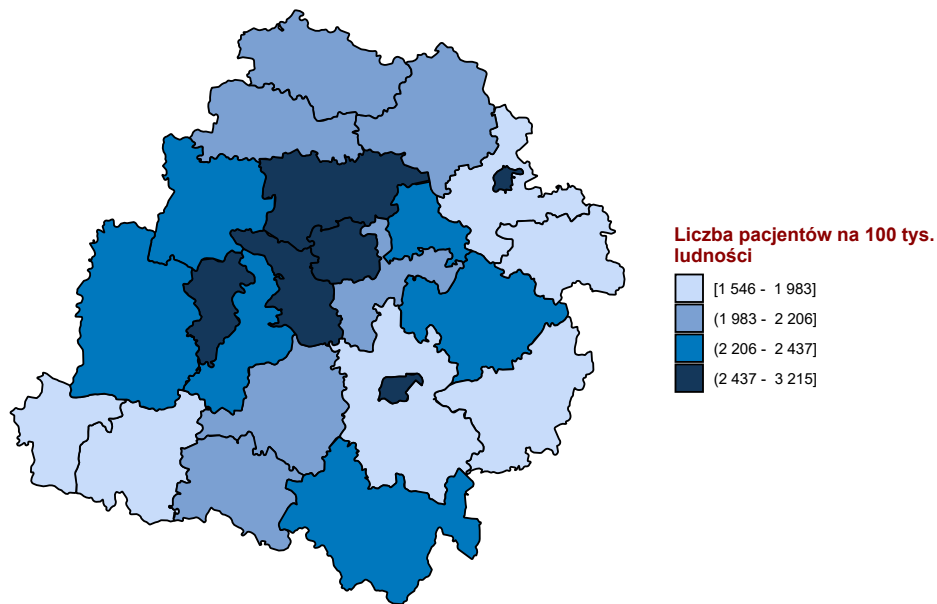 Liczba pacjentów na 100 tys.
ludności
[1 546 - 1 983]
(1 983 - 2 206]
(2 206 - 2 437]
(2 437 - 3 215]